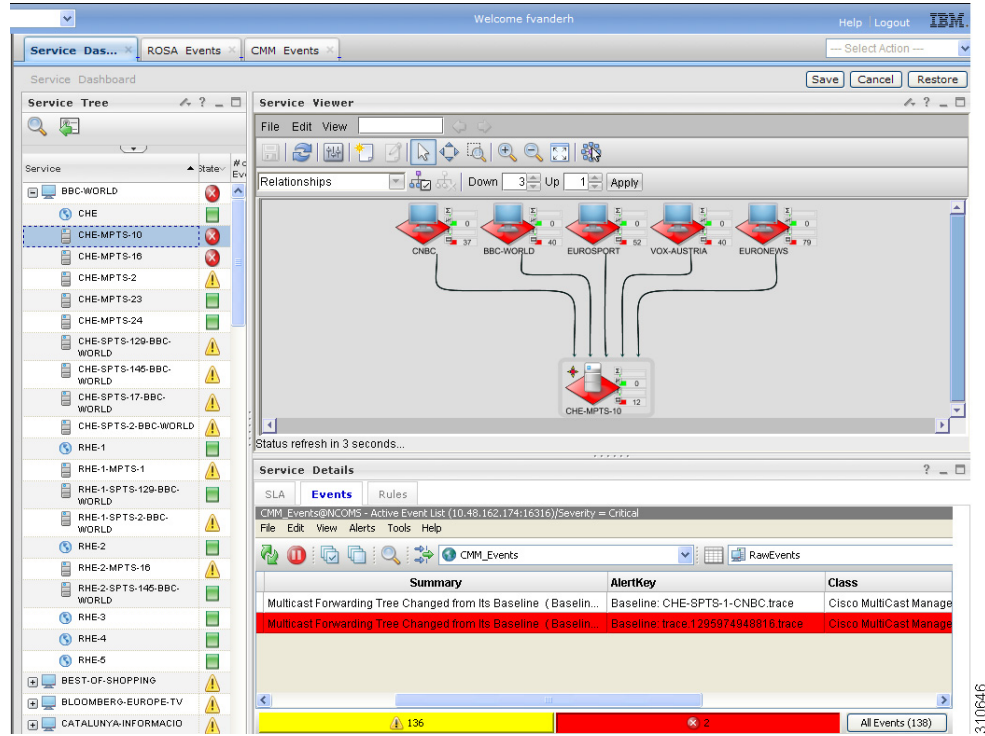 Welcome fvanderh
Help Logout IBM.
Service Das... ROSA Events CMM Events
--- Select Action ---
Service Dashboard
Save Cancel Restore
Service Tree
Service State
BBC-WORLD
CHE
CHE-MPTS-10
CHE-MPTS-16
CHE-MPTS-2
CHE-MPTS-23
CHE-MPTS-24
CHE-SPTS-129-BBC-
WORLD
CHE-SPTS-145-BBC-
WORLD
CHE-SPTS-17-BBC-
WORLD
CHE-SPTS-2-BBC-WORLD
RHE-1
RHE-1-MPTS-1
RHE-1-SPTS-129-BBC-
WORLD
RHE-1-SPTS-2-BBC-
WORLD
RHE-2
RHE-2-MPTS-16
RHE-2-SPTS-145-BBC-
WORLD
RHE-3
RHE-4
RHE-5
BEST-OF-SHOPPING
BLOOMBERG-EUROPE-TV
CATALUNYA-INFORMACIO
Service Viewer
File Edit View
Relationships Down 3 Up 1 Apply
0 0 0 0 0
37 40 52 40 79
CNBC BBC-WORLD EUROSPORT VOX-AUSTRIA EURONEWS
0
12
CHE-MPTS-10
Status refresh in 3 seconds...
Service Details
SLA Events Rules
CMM_Events@NCOMS - Active Event List (10.48.162.174:16316)/Severity = Critical
File Edit View Alerts Tools Help
CMM_Events RawEvents
Summary AlertKey Class
Multicast Forwarding Tree Changed from Its Baseline ( Baselin... Baseline: CHE-SPTS-1-CNBC.trace Cisco MultiCast Manage
Multicast Forwarding Tree Changed from Its Baseline ( Baselin... Baseline: trace.1295974948816.trace Cisco MultiCast Manage
136 2 All Events (138)
310646